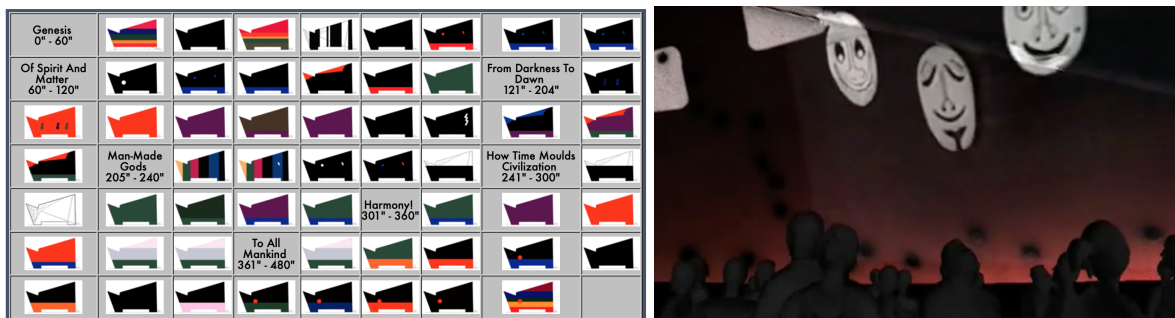 Genesis
0" - 60"
Of Spirit And
Matter
60" - 120"
From Darkness To
Dawn
121" - 204"
Man-Made
Gods
205" - 240"
How Time Moulds
Civilization
241" - 300"
Harmony!
301" - 360"
To All
Mankind
361" - 480"